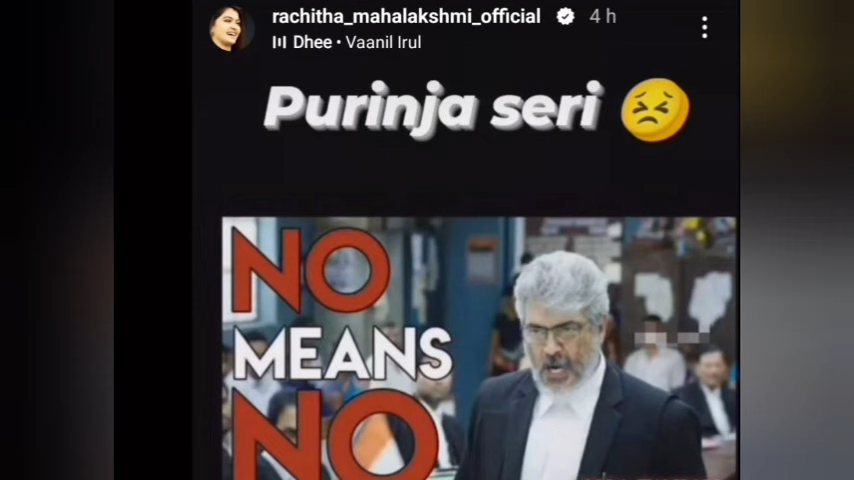 rachitha_mahalakshmi_official 4 h
Dhee • Vaanil Irul
Purinja seri
NO
MEANS
NO